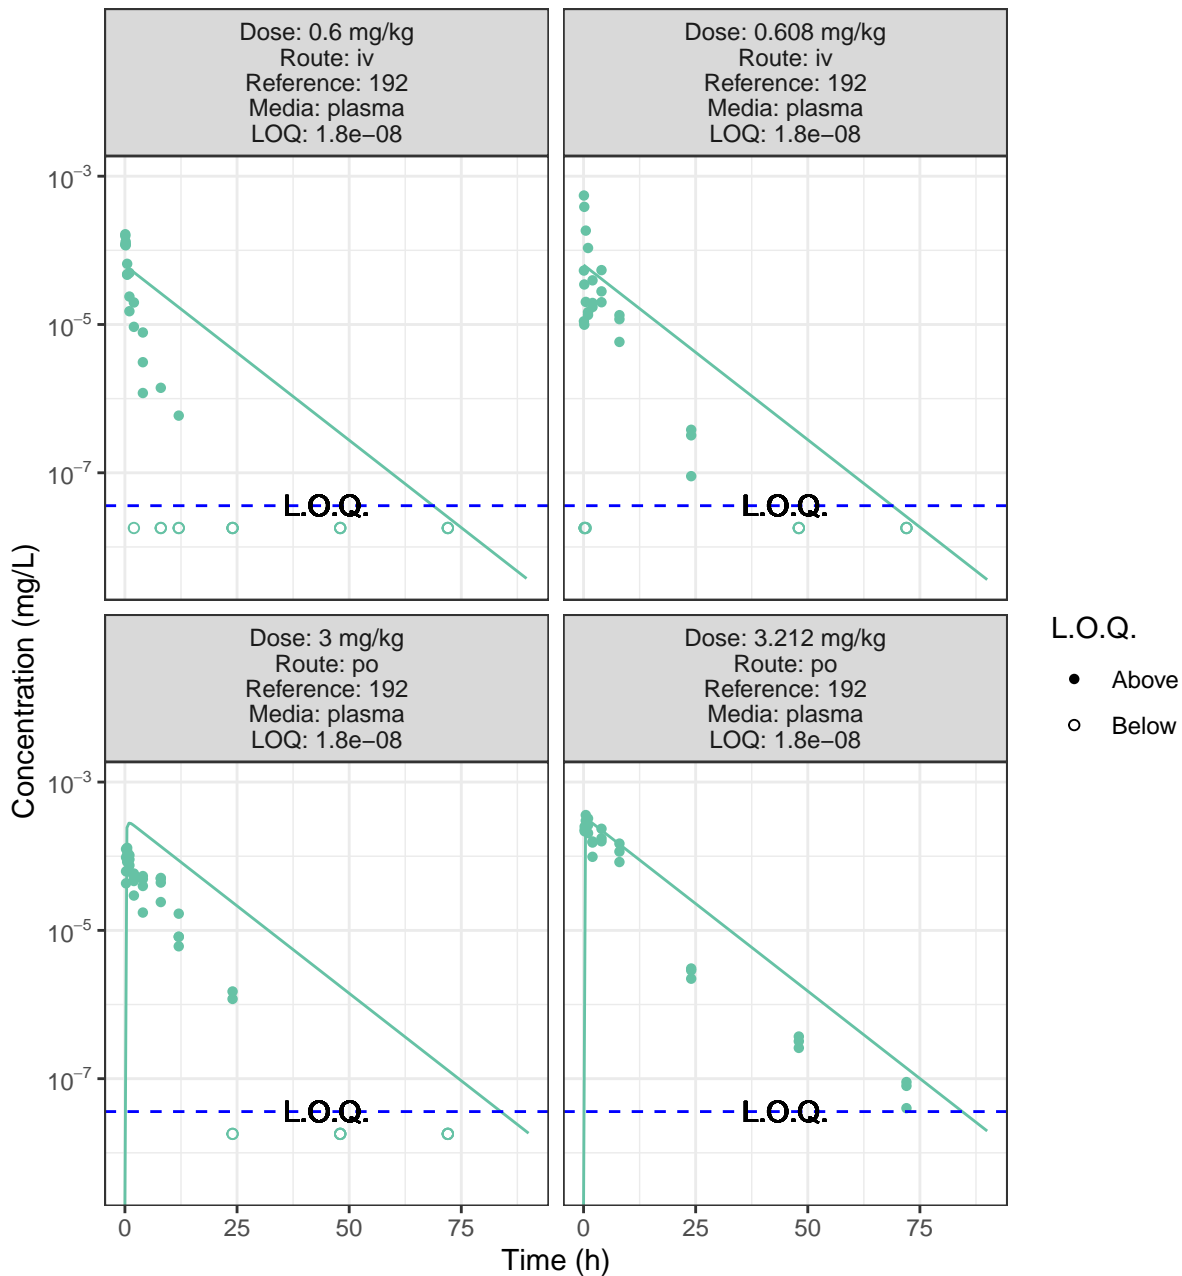 Dose: 0.6 mg/kg
Route: iv
Reference: 192
Media: plasma
LOQ: 1.8e−08
Dose: 0.608 mg/kg
Route: iv
Reference: 192
Media: plasma
LOQ: 1.8e−08
10−3
10−5
10−7
L.O.Q.
L.O.Q.
Dose: 3 mg/kg
Route: po
Reference: 192
Media: plasma
LOQ: 1.8e−08
Dose: 3.212 mg/kg
Route: po
Reference: 192
Media: plasma
LOQ: 1.8e−08
10−3
10−5
10−7
L.O.Q.
L.O.Q.
0 25 50 75
0 25 50 75
Time (h)
Concentration (mg/L)
L.O.Q.
Above
Below